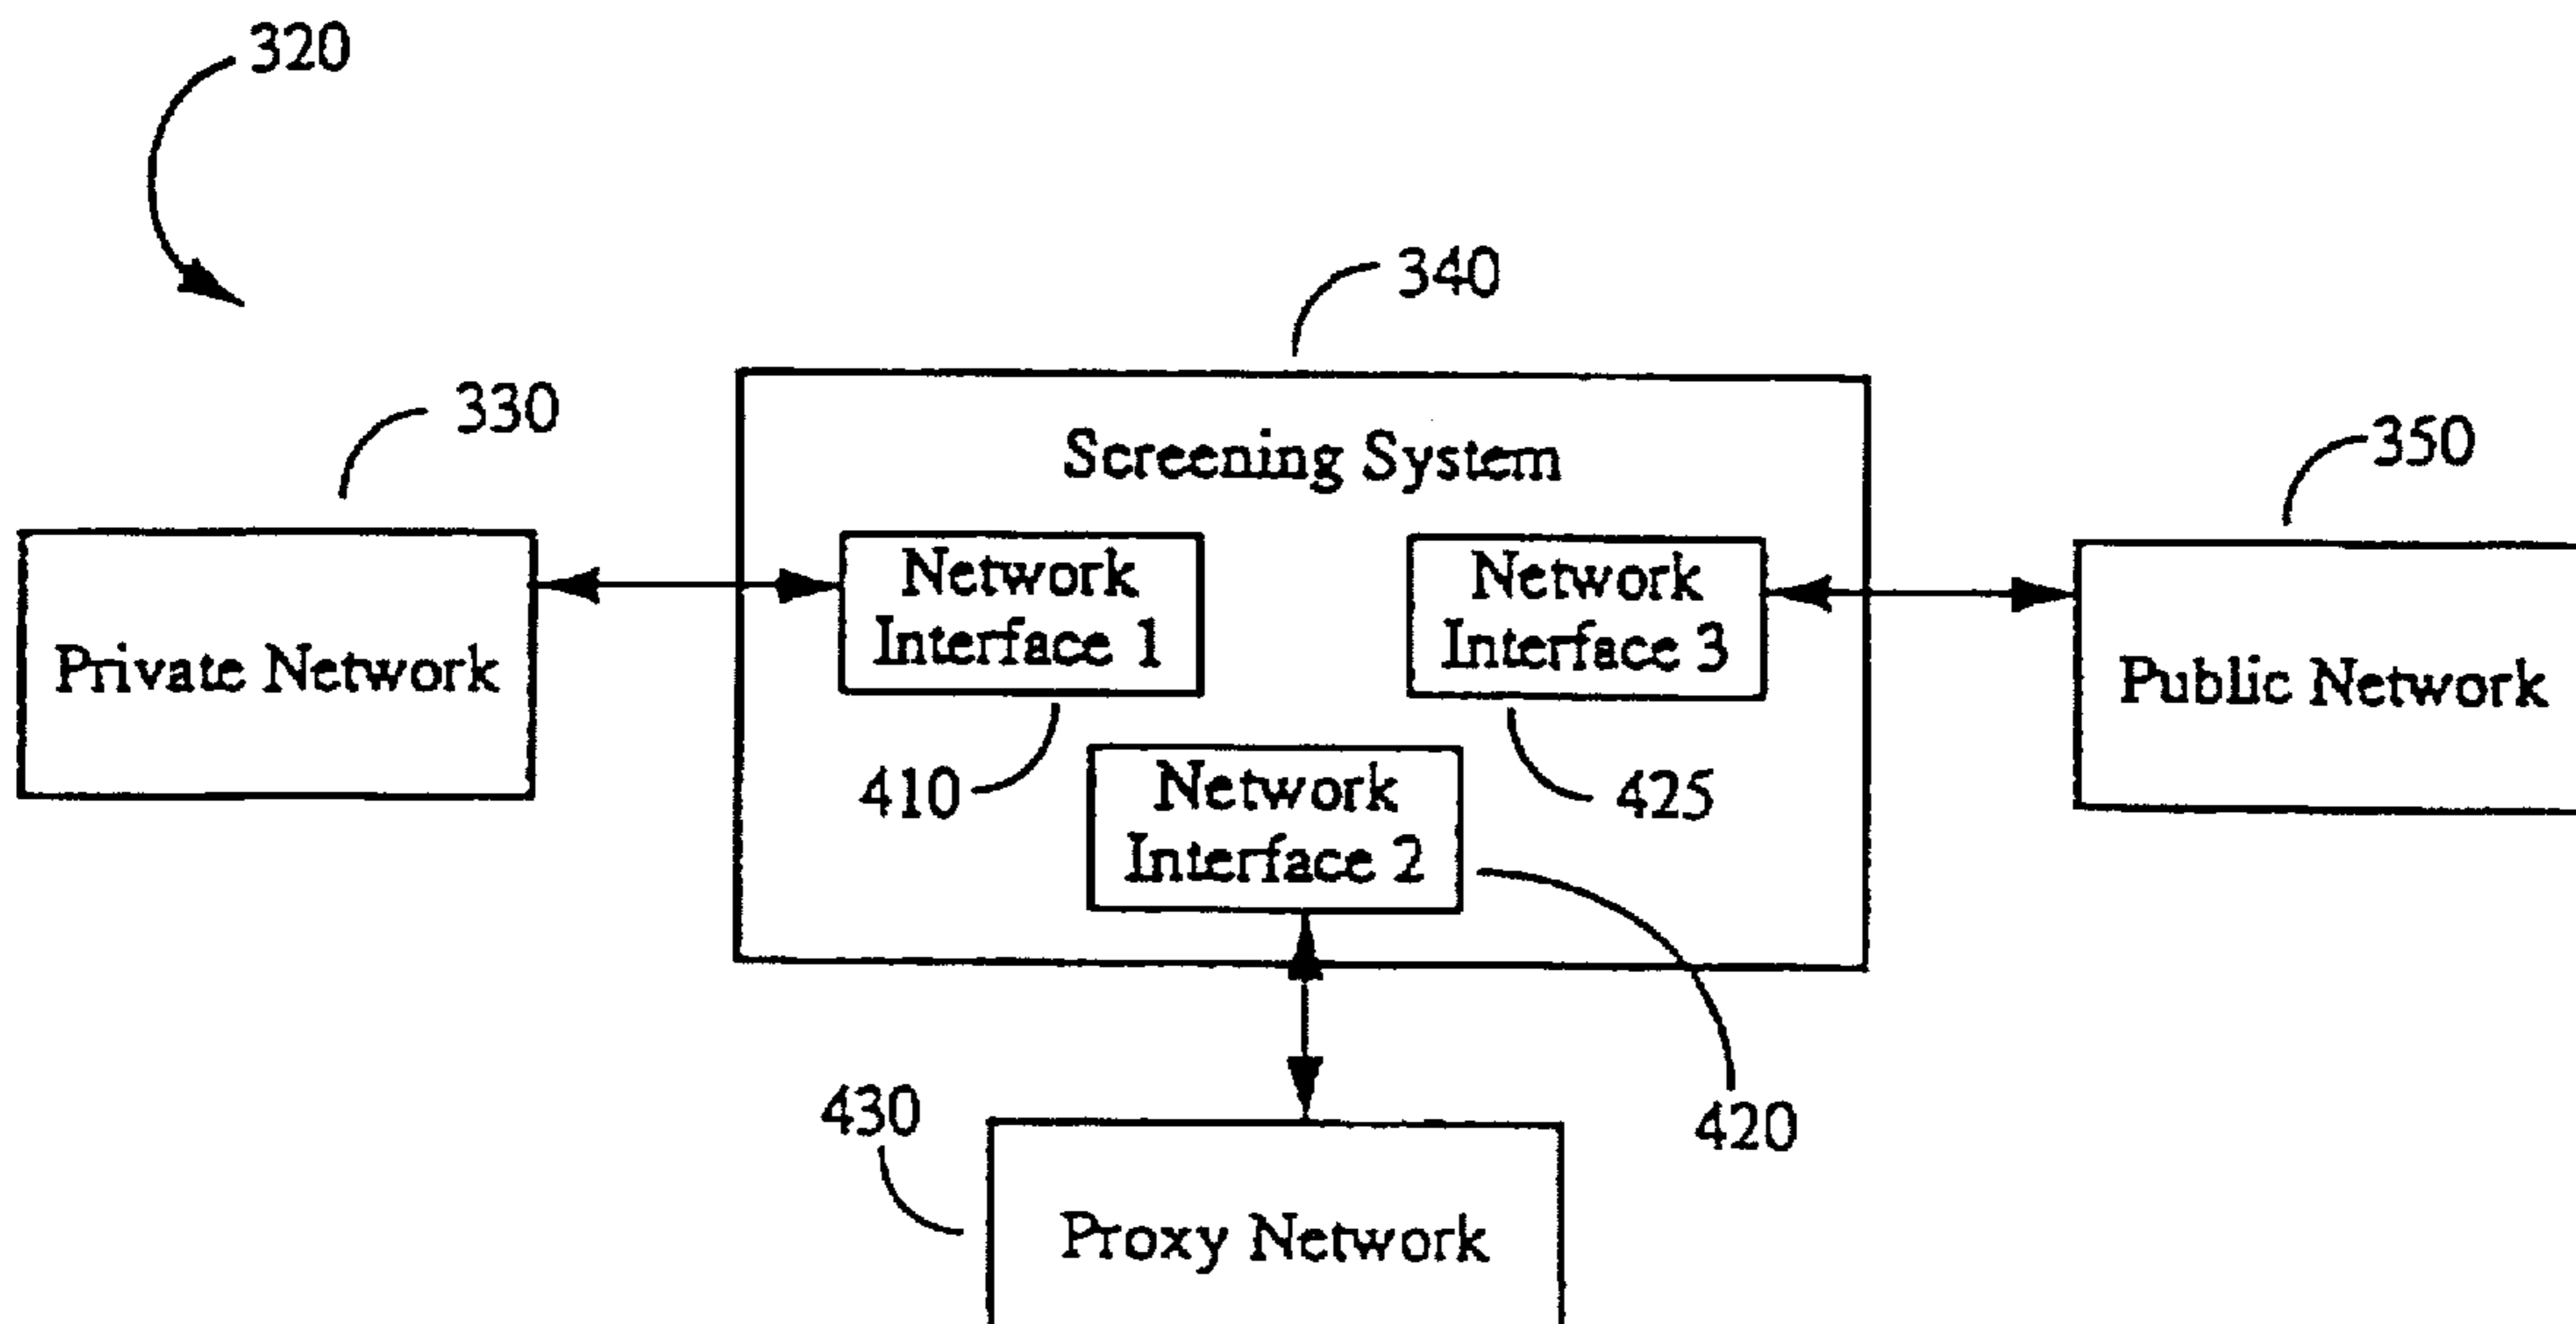 320
340
330
Screening System
350
Network
Interface 1
Network
Interface 3
Private Network
Public Network
410
Network
Interface 2
425
430
420
Proxy Network